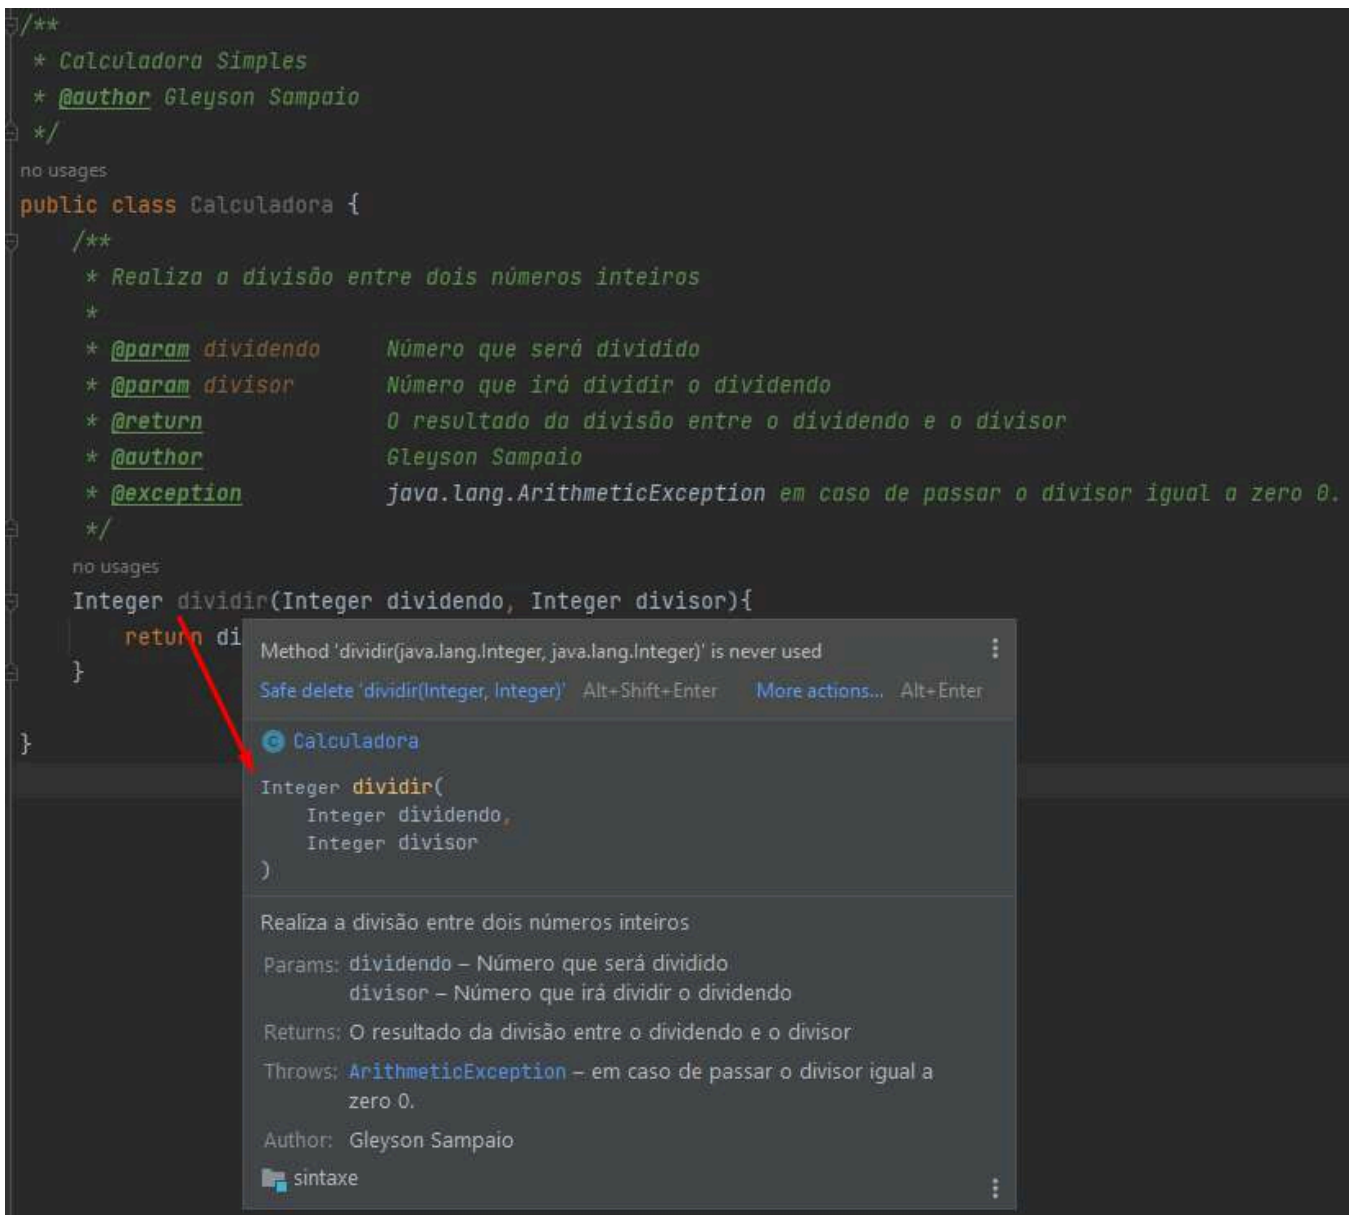 /**
* Calculadora Simples
* @author Gleyson Sampaio
*/
no usages
public class Calculadora {
/**
* Realiza a divisão entre dois números inteiros
*
* @param dividendo Número que será dividido
* @param divisor Número que irá dividir o dividendo
* @return O resultado da divisão entre o dividendo e o divisor
* @author Gleyson Sampaio
* @exception java.lang.ArithmeticException em caso de passar o divisor igual a zero 0.
*/
no usages
Integer dividir(Integer dividendo, Integer divisor){
return di
}
}
Method 'dividir(java.lang.Integer, java.lang.Integer)' is never used
Safe delete 'dividir(Integer, Integer)' Alt+Shift+Enter More actions... Alt+Enter
C Calculadora
Integer dividir(
Integer dividendo,
Integer divisor
)
Realiza a divisão entre dois números inteiros
Params: dividendo – Número que será dividido
divisor – Número que irá dividir o dividendo
Returns: O resultado da divisão entre o dividendo e o divisor
Throws: ArithmeticException – em caso de passar o divisor igual a
zero 0.
Author: Gleyson Sampaio
sintaxe